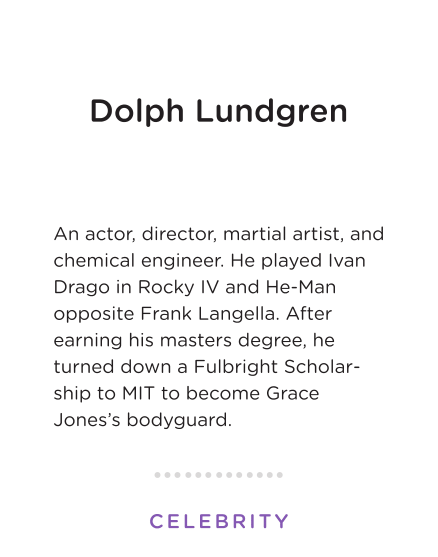 Dolph Lundgren
An actor, director, martial artist, and
chemical engineer. He played Ivan
Drago in Rocky IV and He-Man
opposite Frank Langella. After
earning his masters degree, he
turned down a Fulbright Scholar-
ship to MIT to become Grace
Jones’s bodyguard.
CELEBRITY